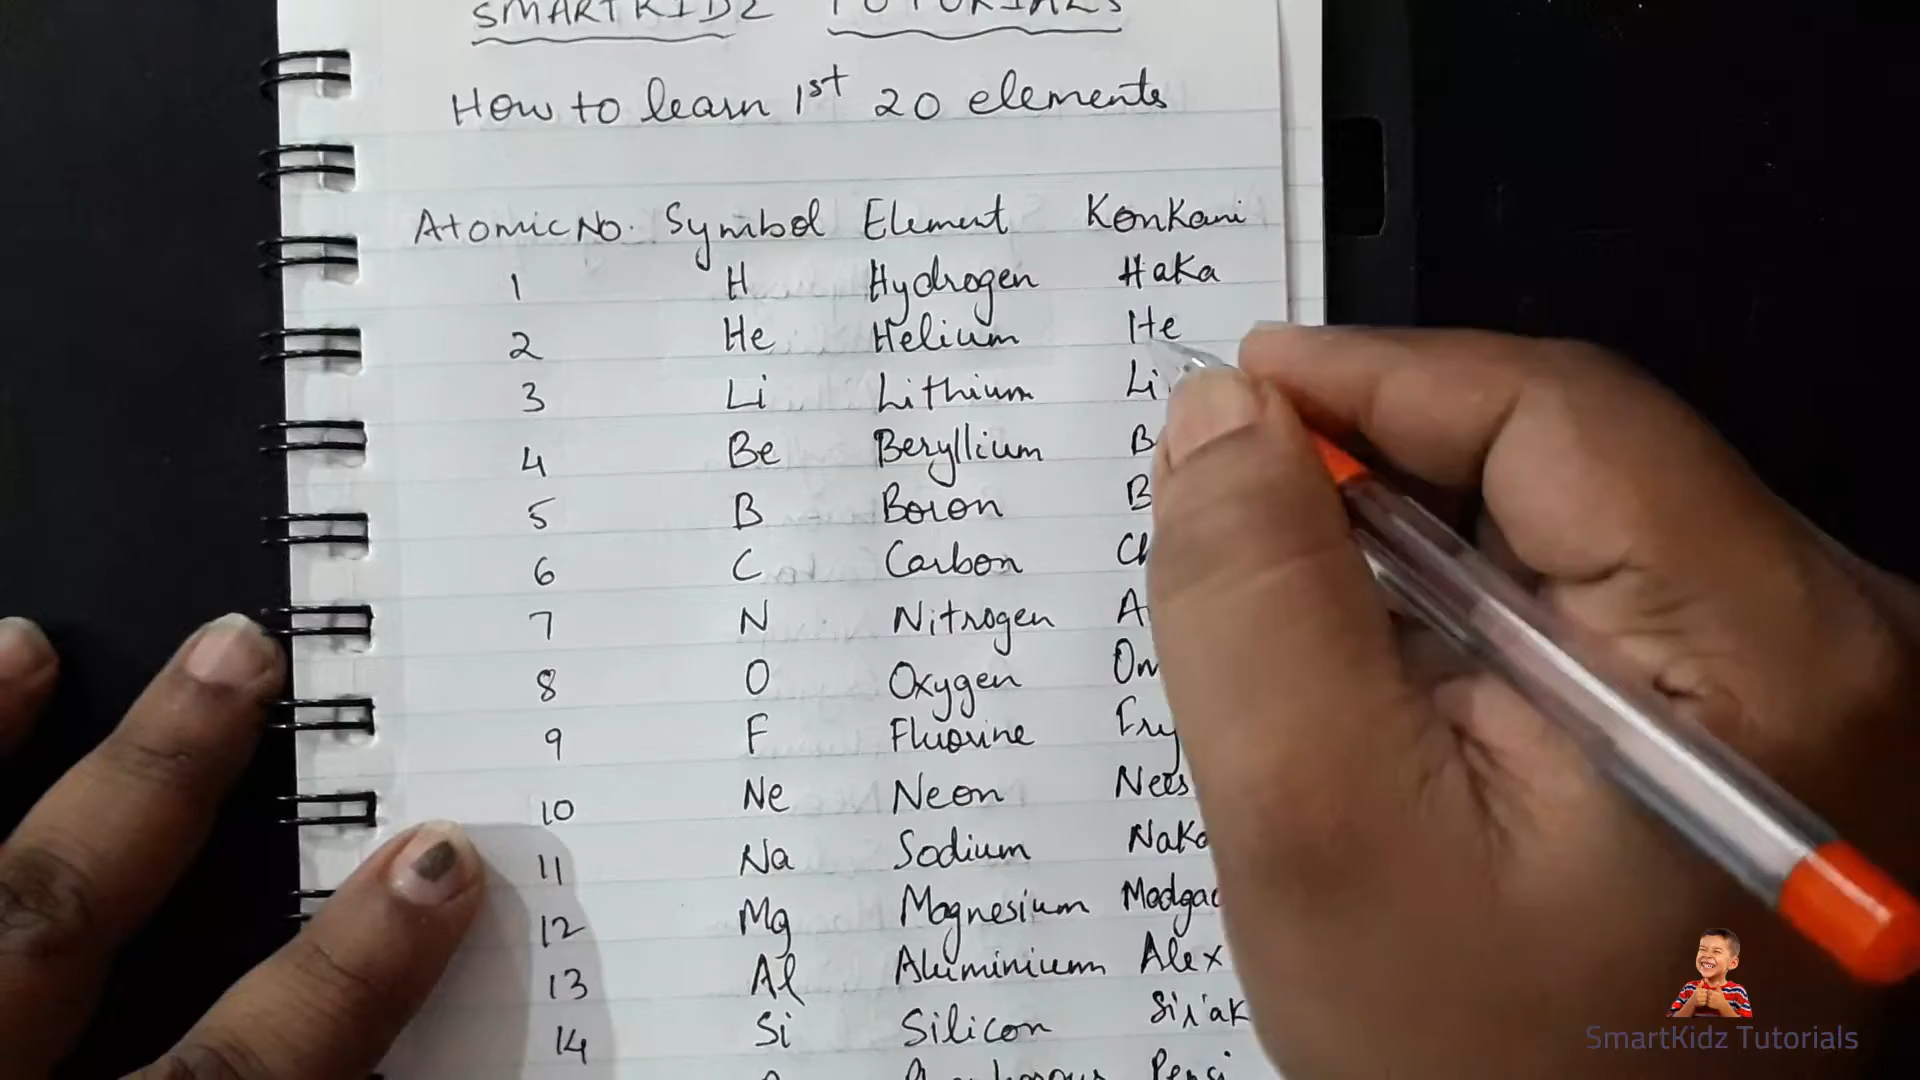 SMARTKIDZ TUTORIALS
How to learn 1st 20 elements
Atomic No. Symbol Element Konkani
1 H Hydrogen Haka
2 He Helium He
3 Li Lithium Li
4 Be Beryllium
5 B Boron
6 C Carbon
7 N Nitrogen
8 O Oxygen
9 F Fluorine
10 Ne Neon
11 Na Sodium
12 Mg Magnesium
13 Al Aluminium Alex
14 Si Silicon
SmartKidz Tutorials